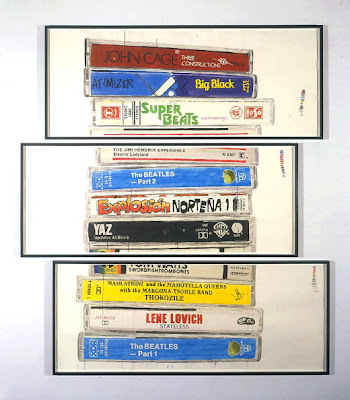 JOHN CAGE
THREE
CONSTRUCTIONS
ATOMIZER
Big Black
SUPER
BEATS
INSTRUMENTALS
THE JIMI HENDRIX EXPERIENCE
Electric Ladyland
The BEATLES
—Part 2
Explosión NORTEÑA 1
YAZ
Upstairs At Eric's
TOM WAITS
SWORDFISHTROMBONES
MAHLATHINI and the MAHOTELLA QUEENS
with the MAKGONA TSOHLE BAND
THOKOZILE
LENE LOVICH
STATELESS
The BEATLES
—Part 1